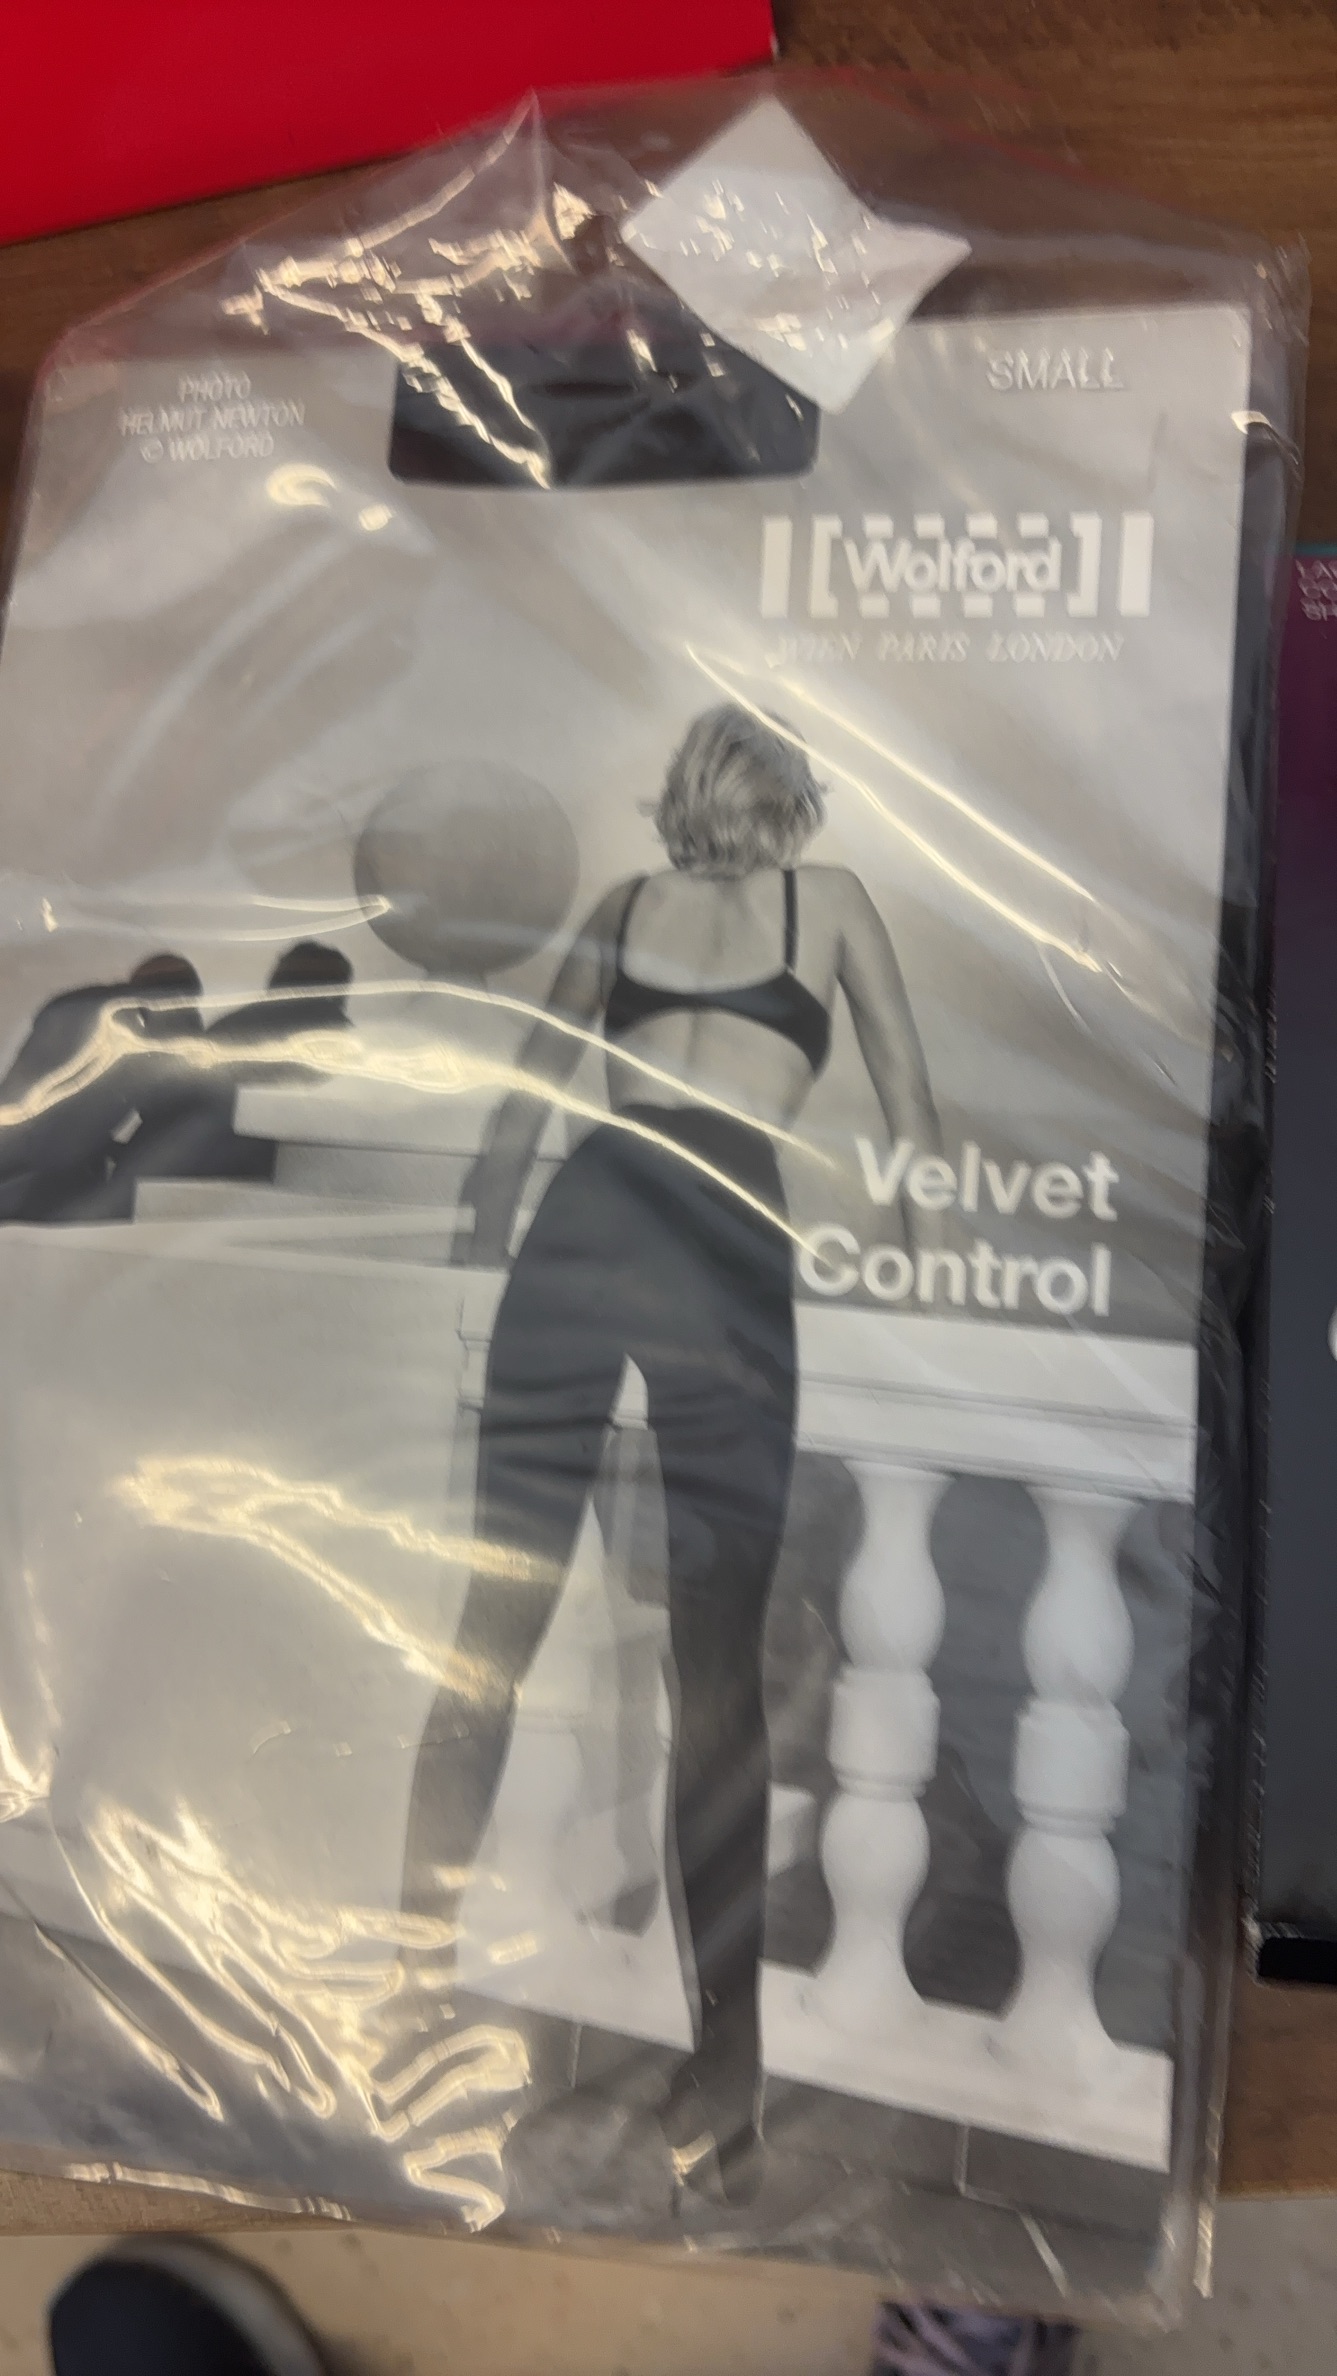 PHOTO
HELMUT NEWTON
© WOLFORD
SMALL
Wolford
WIEN PARIS LONDON
Velvet
Control